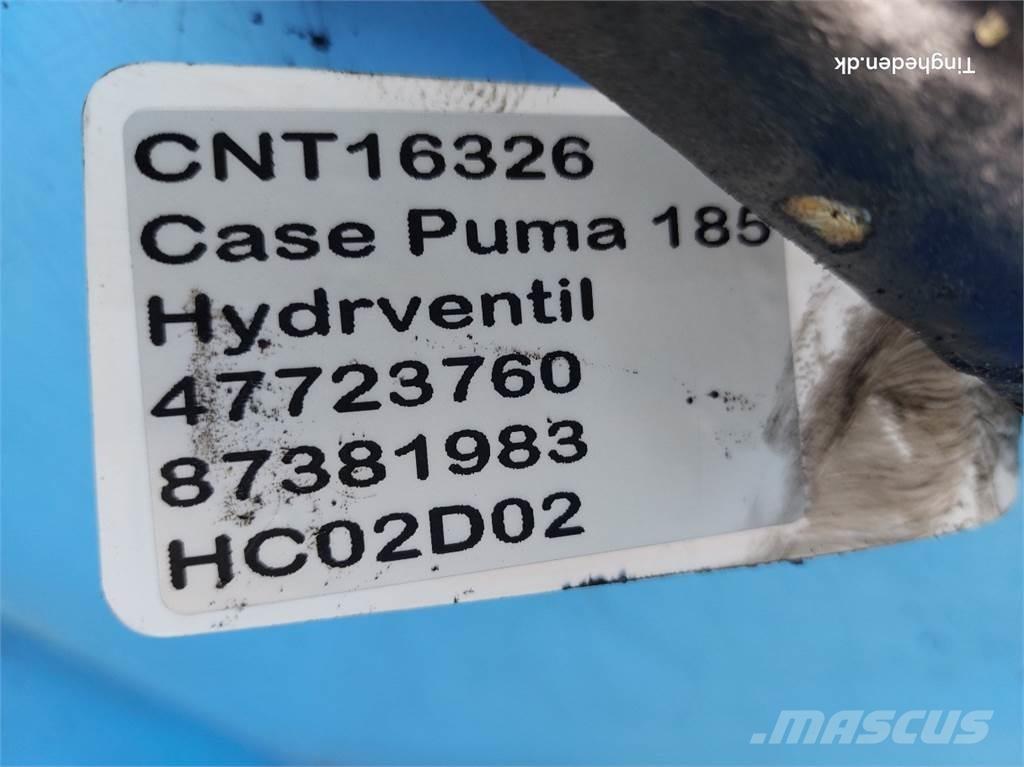 Tingheden.dk
CNT16326
Case Puma 185
Hydrventil
47723760
87381983
HC02D02
MASCUS